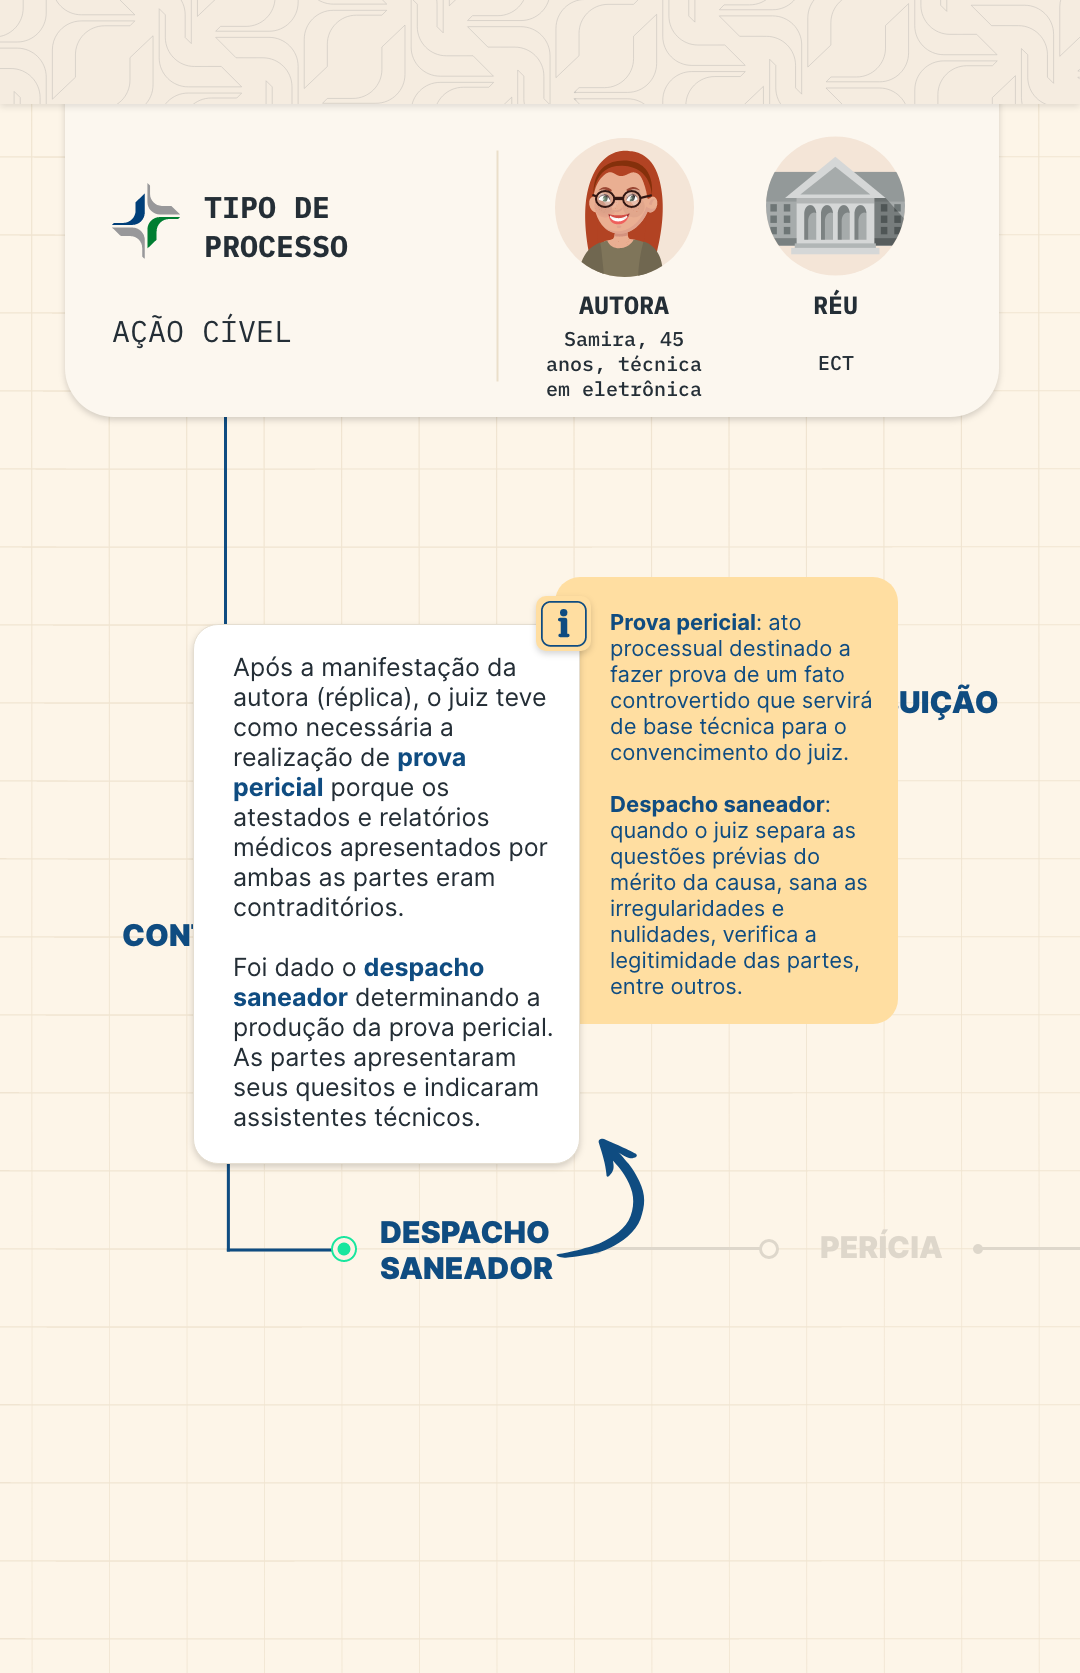 TIPO DE
PROCESSO
AÇÃO CÍVEL
AUTORA
Samira, 45
anos, técnica
em eletrônica
RÉU
ECT
Após a manifestação da
autora (réplica), o juiz teve
como necessária a
realização de prova
pericial porque os
atestados e relatórios
médicos apresentados por
ambas as partes eram
contraditórios.
Foi dado o despacho
saneador determinando a
produção da prova pericial.
As partes apresentaram
seus quesitos e indicaram
assistentes técnicos.
i
Prova pericial: ato
processual destinado a
fazer prova de um fato
controvertido que servirá
de base técnica para o
convencimento do juiz.
Despacho saneador:
quando o juiz separa as
questões prévias do
mérito da causa, sana as
irregularidades e
nulidades, verifica a
legitimidade das partes,
entre outros.
UIÇÃO
CON
DESPACHO
SANEADOR
PERÍCIA